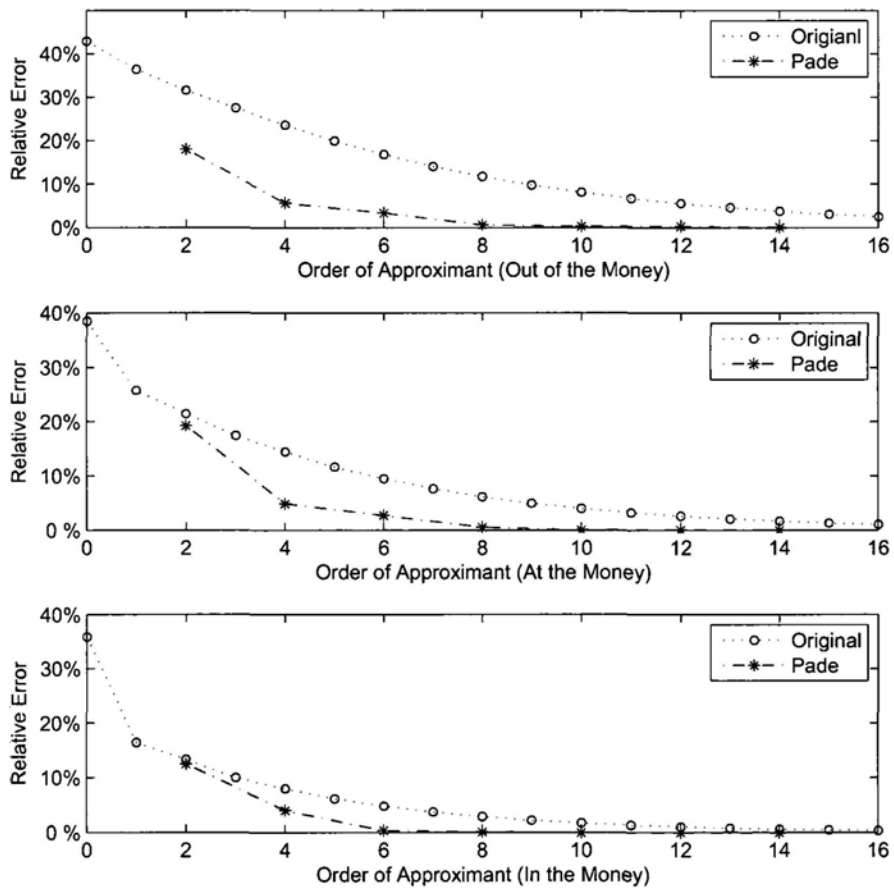 Relative Error
40%
30%
20%
10%
0%
0 2 4 6 8 10 12 14 16
Order of Approximant (Out of the Money)
Origianl
Pade
Relative Error
40%
30%
20%
10%
0 %
0 2 4 6 8 10 12 14 16
Order of Approximant (At the Money)
Original
Pade
Relative Error
40%
30%
20%
10%
0 %
0 2 4 6 8 10 12 14 16
Order of Approximant (In the Money)
Original
Pade